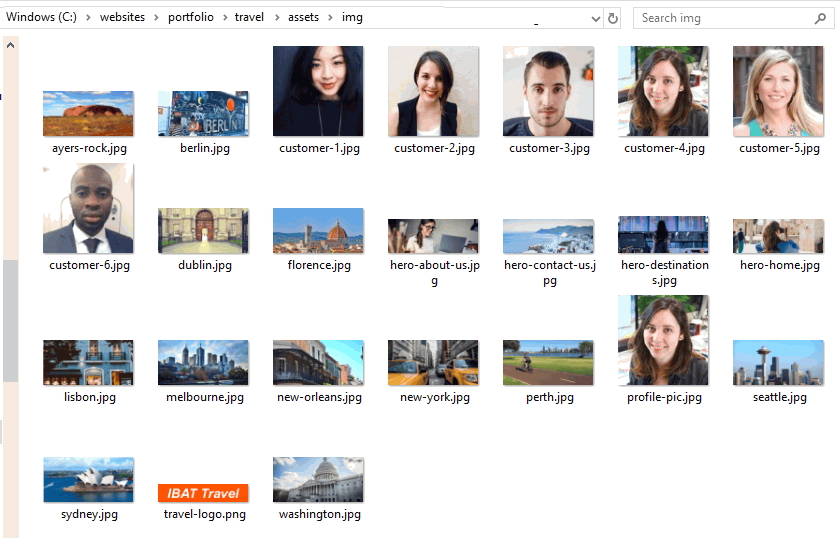 Windows (C:) > websites > portfolio > travel > assets > img
Search img
BERLIN
ayers-rock.jpg
berlin.jpg
customer-1.jpg
customer-2.jpg
customer-3.jpg
customer-4.jpg
customer-5.jpg
customer-6.jpg
dublin.jpg
florence.jpg
hero-about-us.jp
g
hero-contact-us.j
pg
hero-destination
s.jpg
hero-home.jpg
lisbon.jpg
melbourne.jpg
new-orleans.jpg
new-york.jpg
perth.jpg
profile-pic.jpg
seattle.jpg
IBAT Travel
sydney.jpg
travel-logo.png
washington.jpg